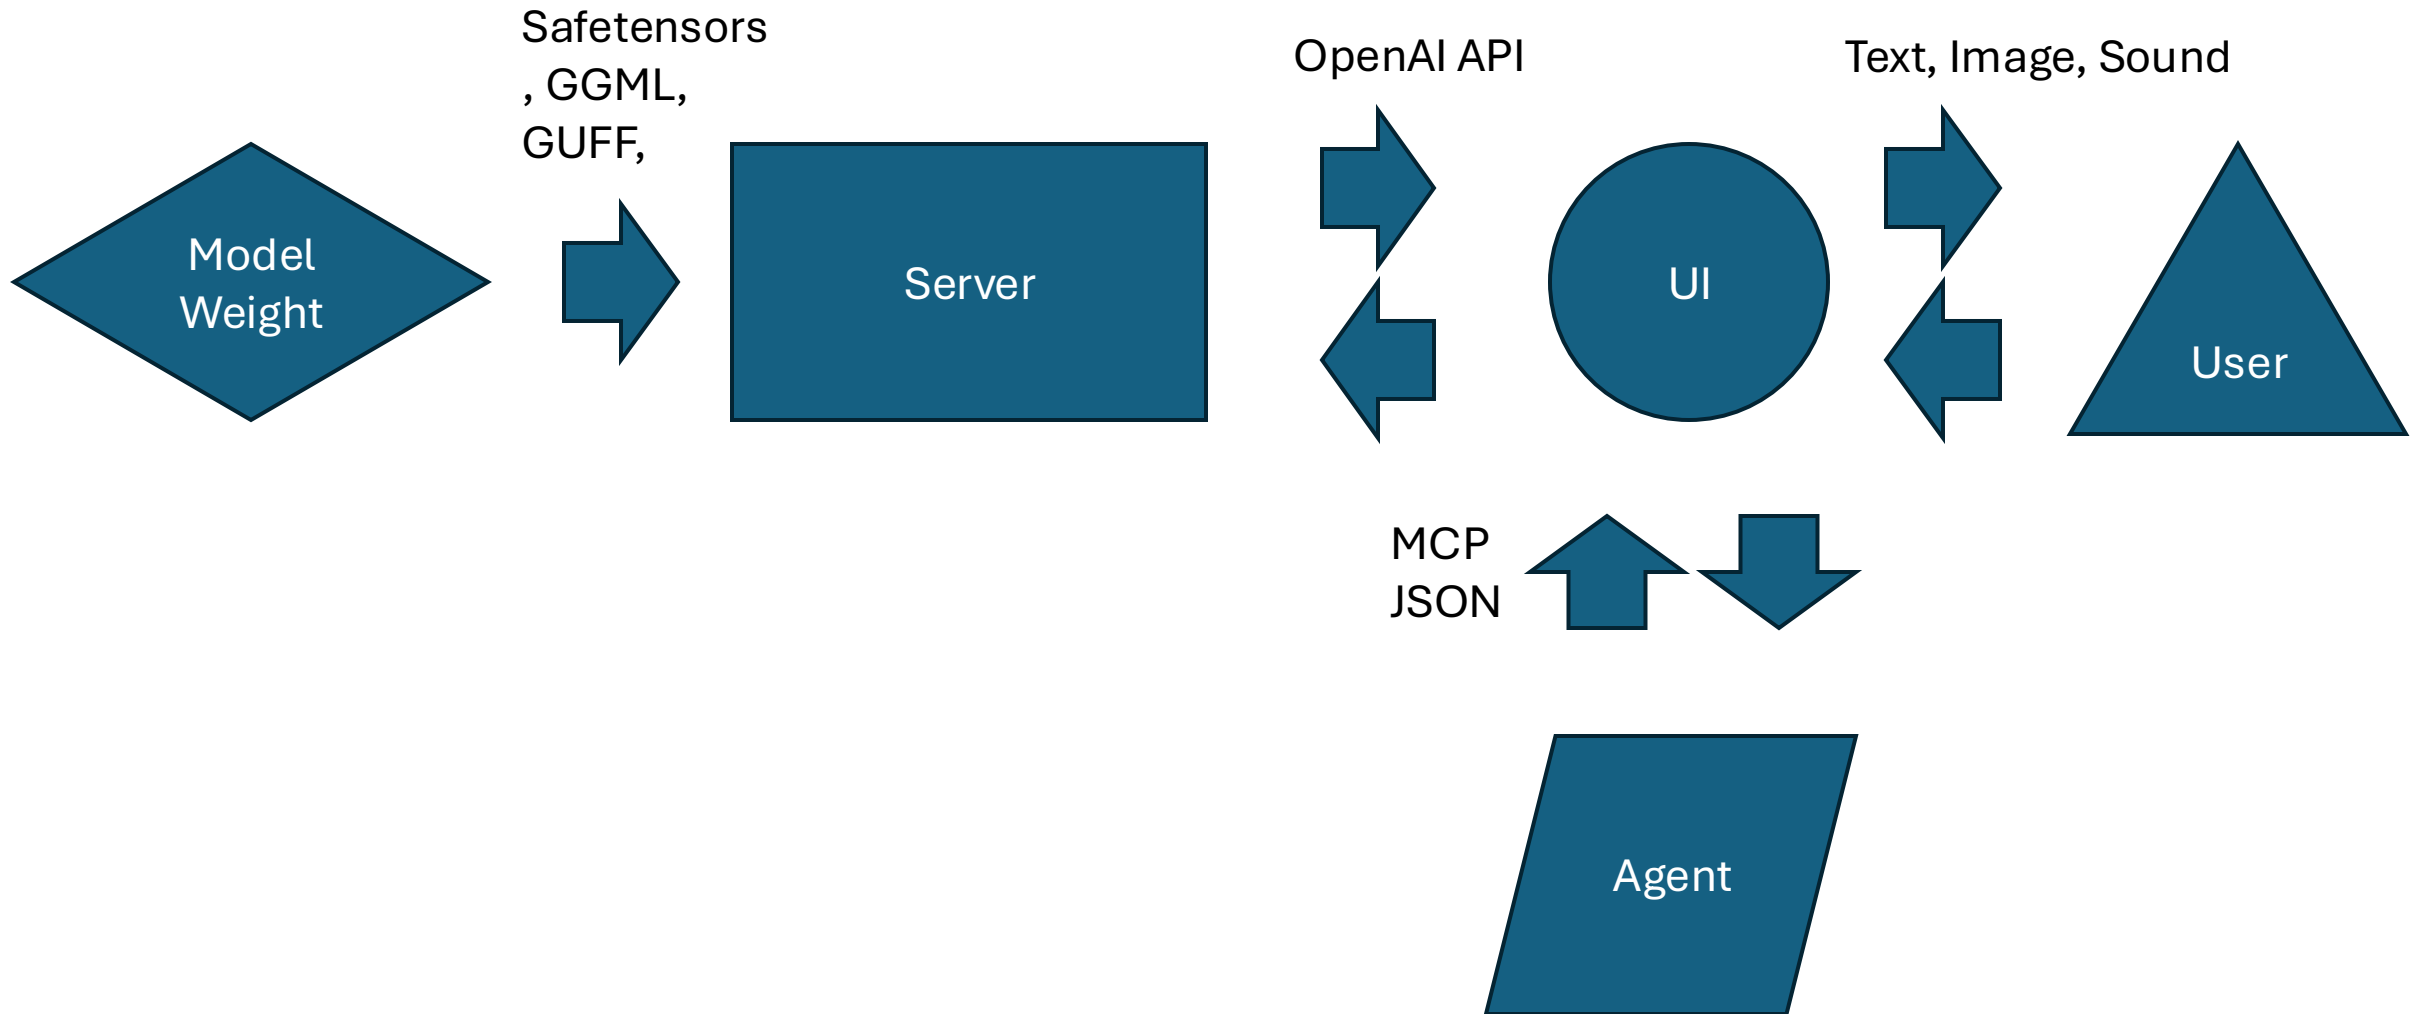 Safetensors
, GGML,
GUFF,
OpenAI API
Text, Image, Sound
Model
Weight
Server
UI
User
MCP
JSON
Agent